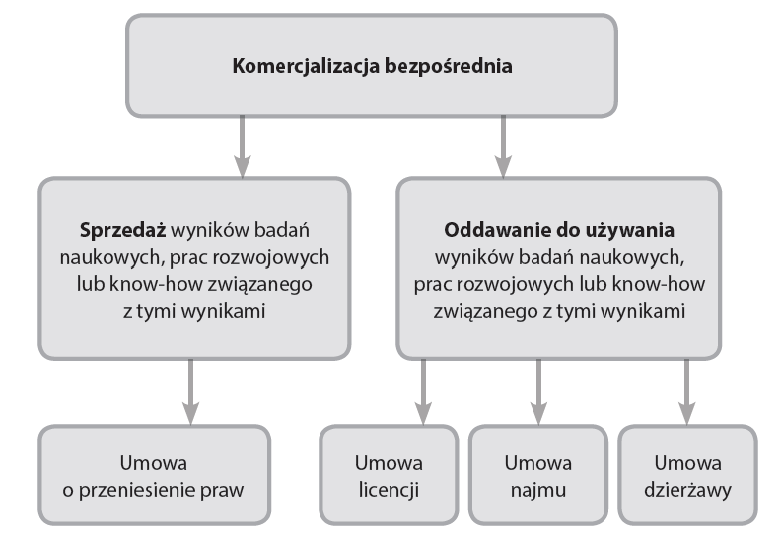 Komercjalizacja bezpośrednia
Sprzedaż wyników badań
naukowych, prac rozwojowych
lub know-how związanego
z tymi wynikami
Oddawanie do używania
wyników badań naukowych,
prac rozwojowych lub know-how
związanego z tymi wynikami
Umowa
o przeniesienie praw
Umowa
licencji
Umowa
najmu
Umowa
dzierżawy